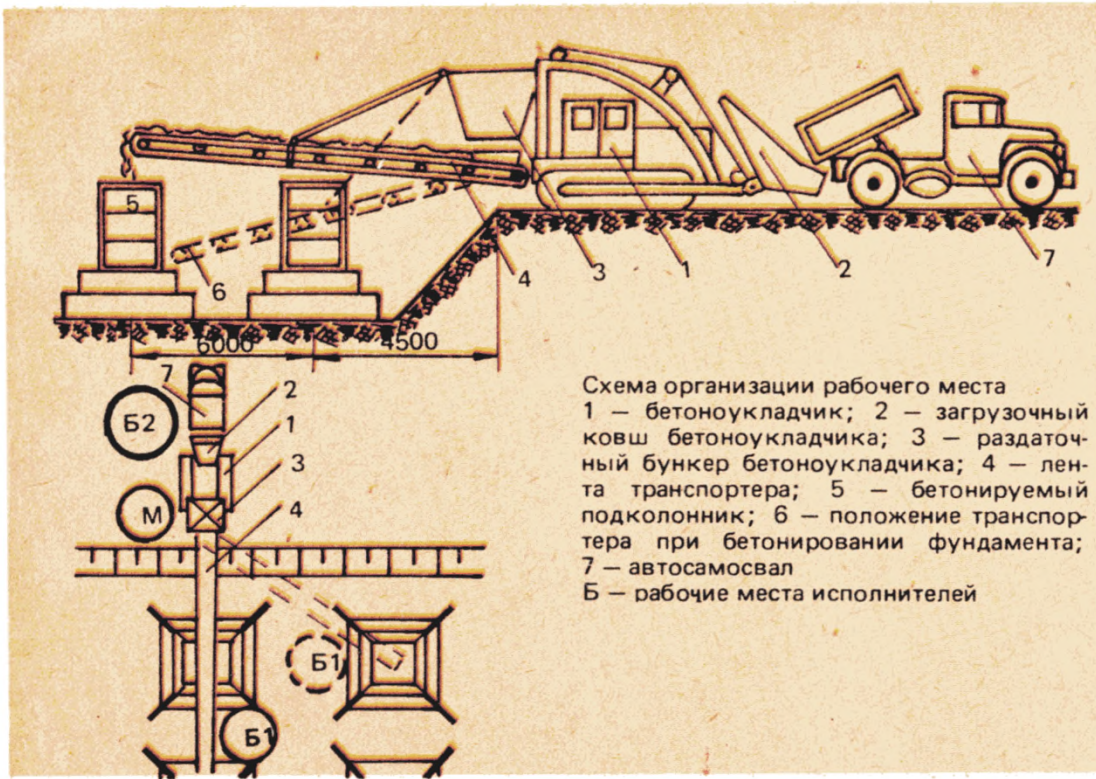 5
6
4
3
1
2
7
6000
4500
7
Б2
2
1
3
М
4
Б1
Б1
Схема организации рабочего места
1 — бетоноукладчик; 2 — загрузочный
ковш бетоноукладчика; 3 — раздаточ-
ный бункер бетоноукладчика; 4 — лен-
та транспортера; 5 — бетонируемый
подколонник; 6 — положение транспор-
тера при бетонировании фундамента;
7 — автосамосвал
Б — рабочие места исполнителей